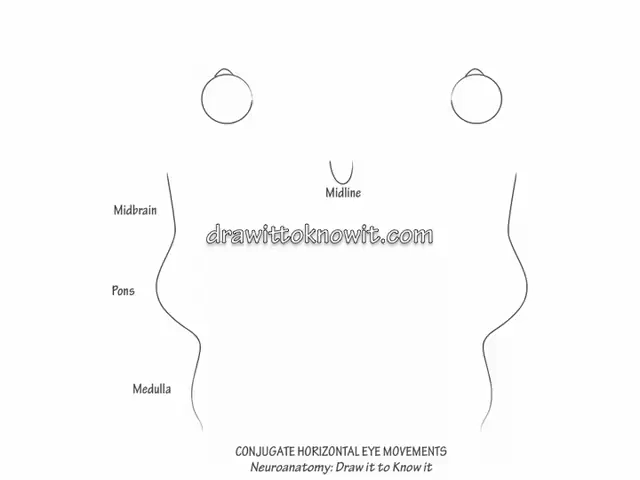 Midline
Midbrain
drawittoknowit.com
Pons
Medulla
CONJUGATE HORIZONTAL EYE MOVEMENTS
Neuroanatomy: Draw it to Know it